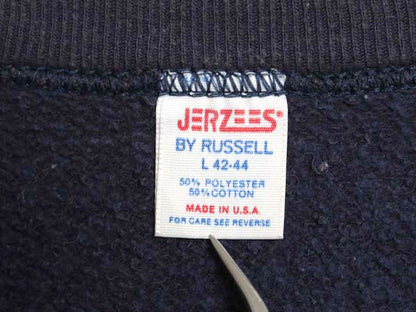 JERZEES®
BY RUSSELL
L 42-44
50% POLYESTER
50% COTTON
MADE IN U.S.A.
FOR CARE SEE REVERSE